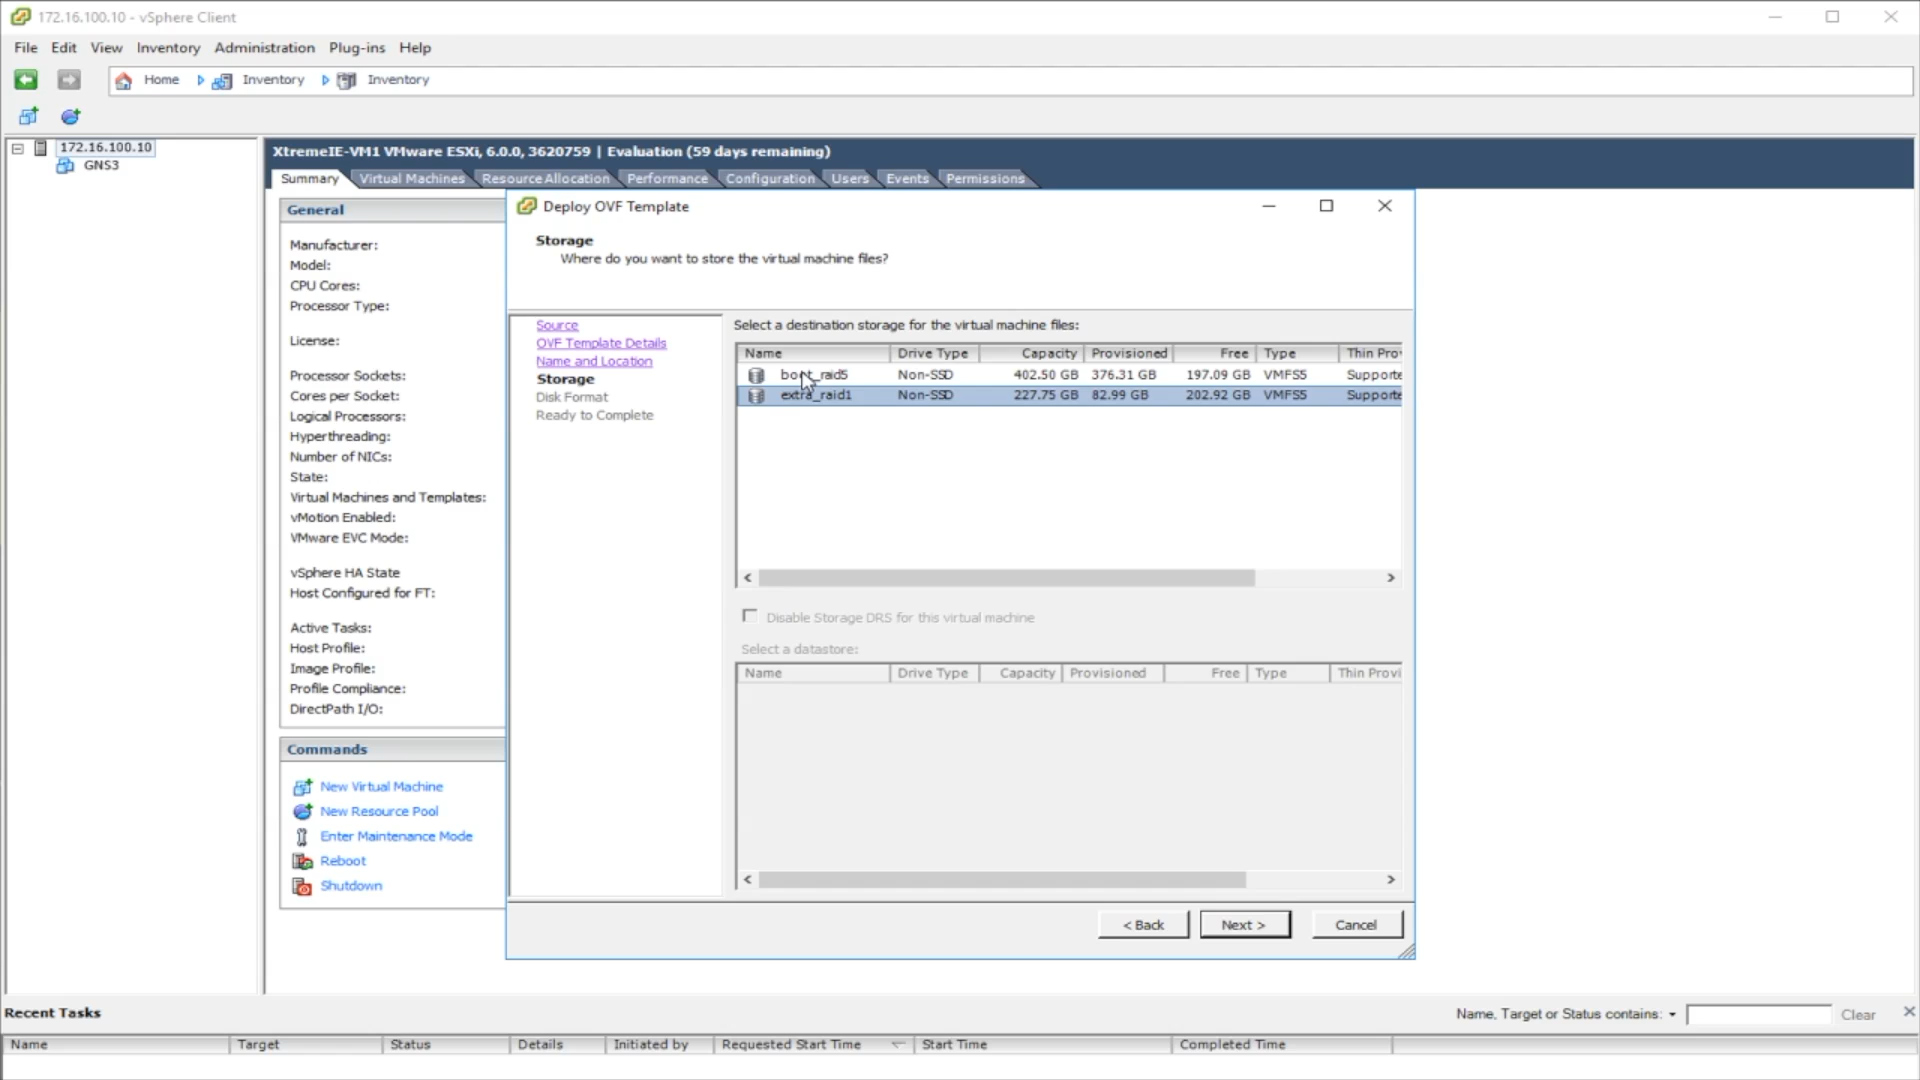 172.16.100.10 - vSphere Client
File Edit View Inventory Administration Plug-ins Help
Home Inventory Inventory
172.16.100.10
GNS3
XtremeIE-VM1 VMware ESXi, 6.0.0, 3620759 | Evaluation (59 days remaining)
Summary Virtual Machines Resource Allocation Performance Configuration Users Events Permissions
General
Manufacturer:
Model:
CPU Cores:
Processor Type:
License:
Processor Sockets:
Cores per Socket:
Logical Processors:
Hyperthreading:
Number of NICs:
State:
Virtual Machines and Templates:
vMotion Enabled:
VMware EVC Mode:
vSphere HA State
Host Configured for FT:
Active Tasks:
Host Profile:
Image Profile:
Profile Compliance:
DirectPath I/O:
Commands
New Virtual Machine
New Resource Pool
Enter Maintenance Mode
Reboot
Shutdown
Deploy OVF Template
Storage
Where do you want to store the virtual machine files?
Source
OVF Template Details
Name and Location
Storage
Disk Format
Ready to Complete
Select a destination storage for the virtual machine files:
Name Drive Type Capacity Provisioned Free Type Thin Prov
boot_raid5 Non-SSD 402.50 GB 376.31 GB 197.09 GB VMFS5 Supporte
extra_raid1 Non-SSD 227.75 GB 82.99 GB 202.92 GB VMFS5 Supporte
Disable Storage DRS for this virtual machine
Select a datastore:
Name Drive Type Capacity Provisioned Free Type Thin Provi
< Back Next > Cancel
Recent Tasks
Name, Target or Status contains: Clear
Name Target Status Details Initiated by Requested Start Time Start Time Completed Time